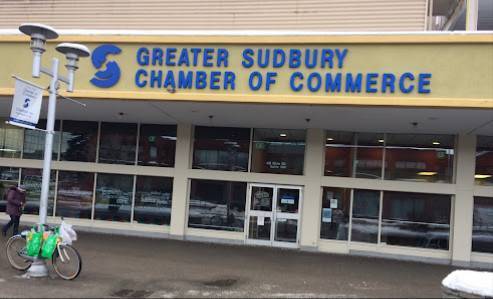 GREATER SUDBURY
CHAMBER OF COMMERCE